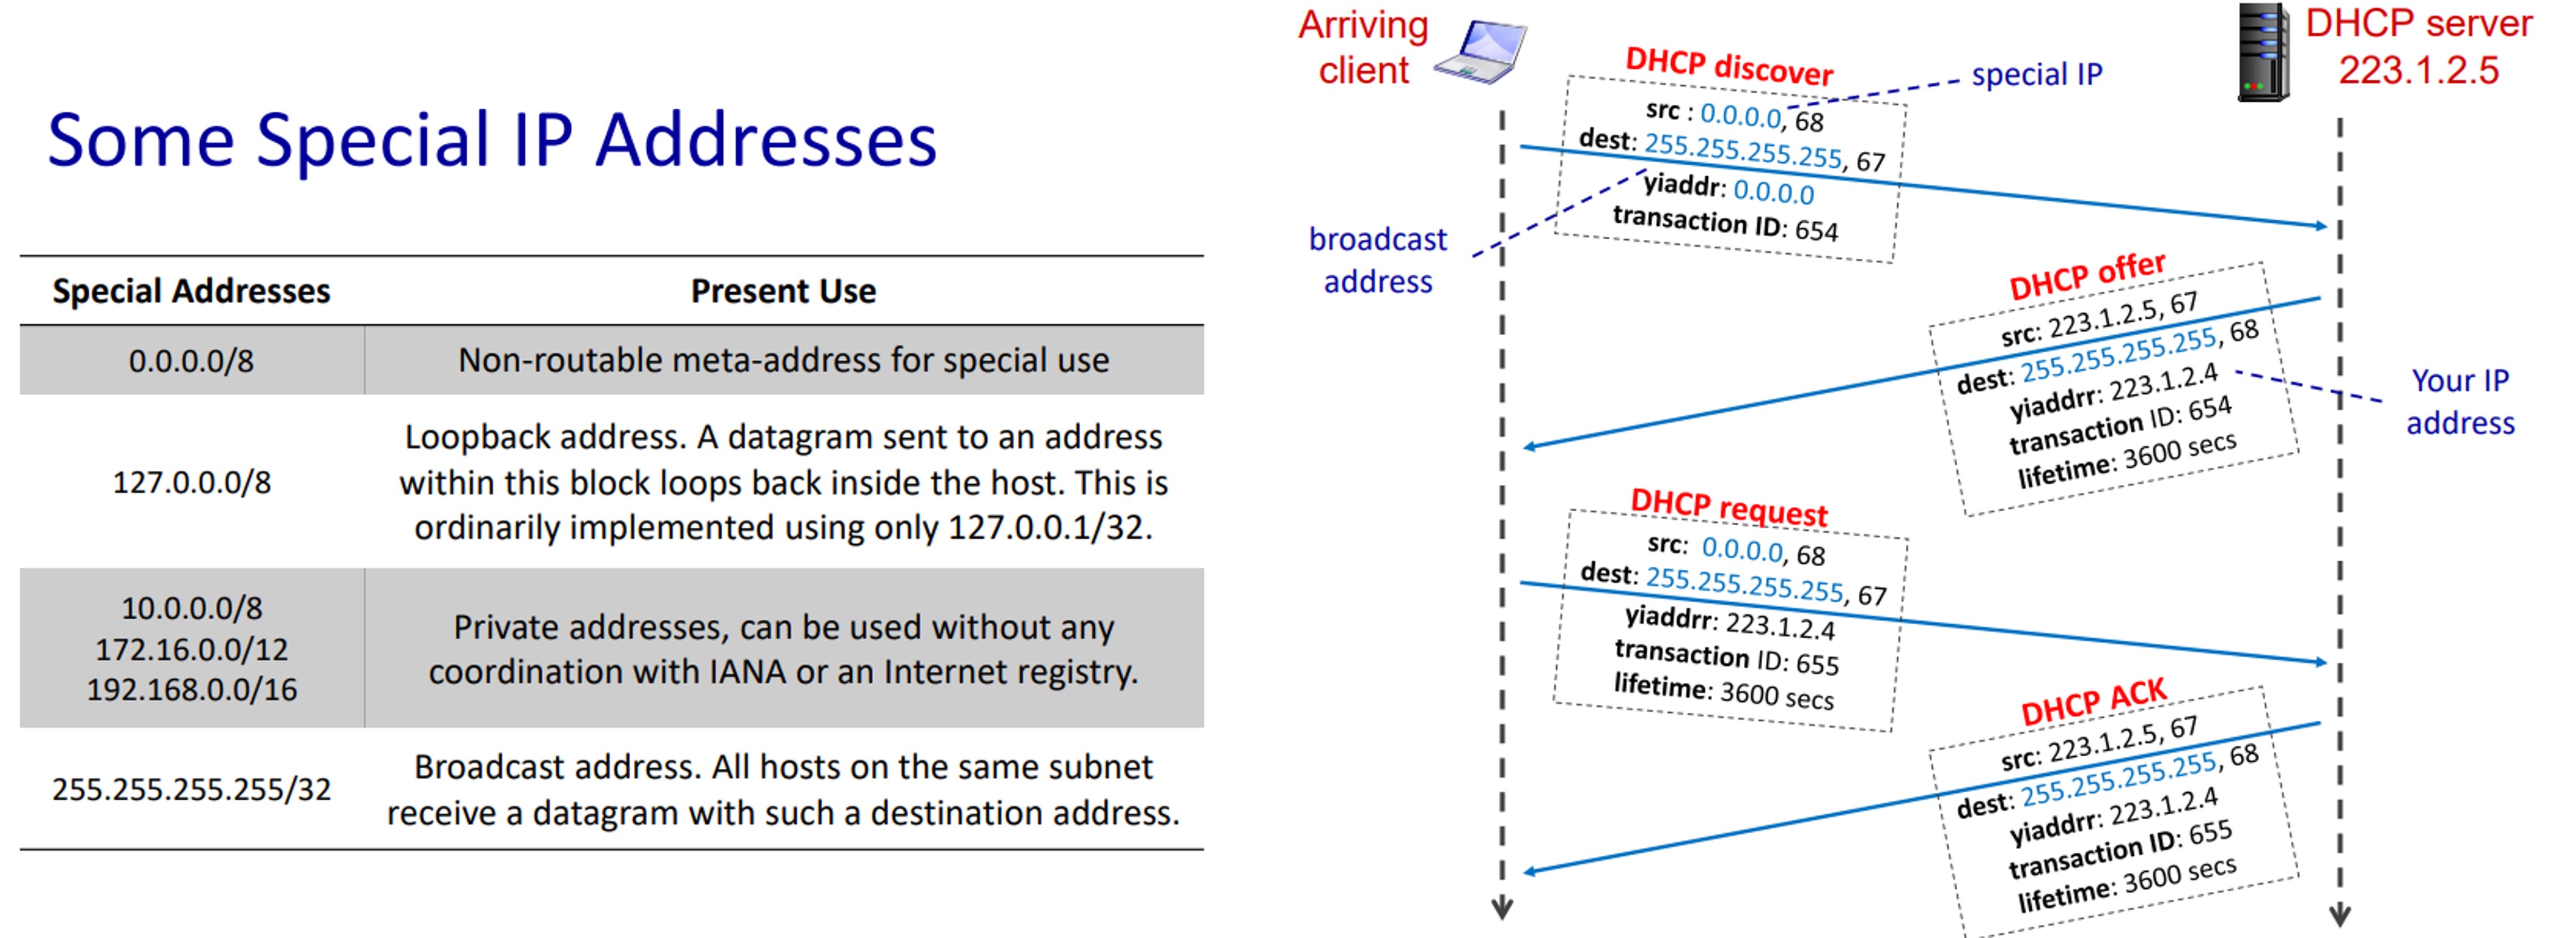 Some Special IP Addresses
Special Addresses
Present Use
0.0.0.0/8
Non-routable meta-address for special use
127.0.0.0/8
Loopback address. A datagram sent to an address
within this block loops back inside the host. This is
ordinarily implemented using only 127.0.0.1/32.
10.0.0.0/8
172.16.0.0/12
192.168.0.0/16
Private addresses, can be used without any
coordination with IANA or an Internet registry.
255.255.255.255/32
Broadcast address. All hosts on the same subnet
receive a datagram with such a destination address.
Arriving
client
DHCP server
223.1.2.5
DHCP discover
src : 0.0.0.0, 68
dest: 255.255.255.255, 67
yiaddr: 0.0.0.0
transaction ID: 654
special IP
broadcast
address
DHCP offer
src: 223.1.2.5, 67
dest: 255.255.255.255, 68
yiaddrr: 223.1.2.4
transaction ID: 654
lifetime: 3600 secs
Your IP
address
DHCP request
src: 0.0.0.0, 68
dest: 255.255.255.255, 67
yiaddrr: 223.1.2.4
transaction ID: 655
lifetime: 3600 secs
DHCP ACK
src: 223.1.2.5, 67
dest: 255.255.255.255, 68
yiaddrr: 223.1.2.4
transaction ID: 655
lifetime: 3600 secs